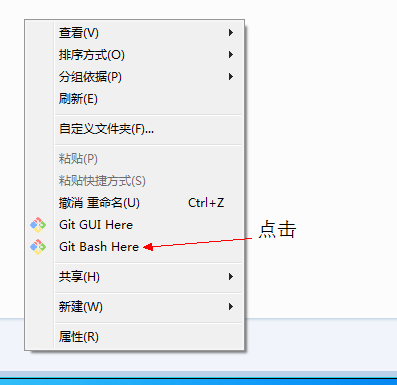 查看(V)
排序方式(O)
分组依据(P)
刷新(E)
自定义文件夹(F)...
粘贴(P)
粘贴快捷方式(S)
撤消 重命名(U) Ctrl+Z
Git GUI Here
Git Bash Here
点击
共享(H)
新建(W)
属性(R)